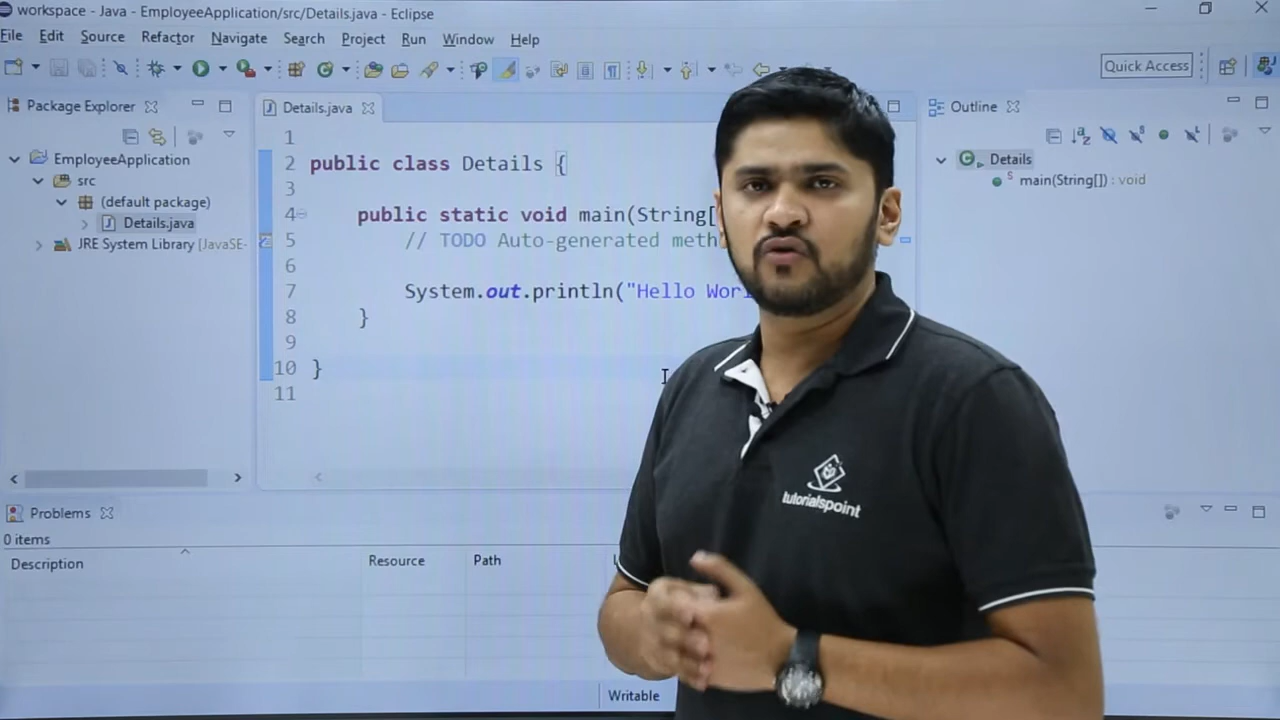 workspace - Java - EmployeeApplication/src/Details.java - Eclipse
File Edit Source Refactor Navigate Search Project Run Window Help
Quick Access
Package Explorer
Details.java
Outline
EmployeeApplication
src
(default package)
Details.java
JRE System Library [JavaSE-
1
2 public class Details {
3
4 public static void main(String[
5 // TODO Auto-generated meth
6
7 System.out.println("Hello Worl
8 }
9
10 }
11
Details
main(String[]) : void
tutorialspoint
Problems
0 items
Description Resource Path
Writable